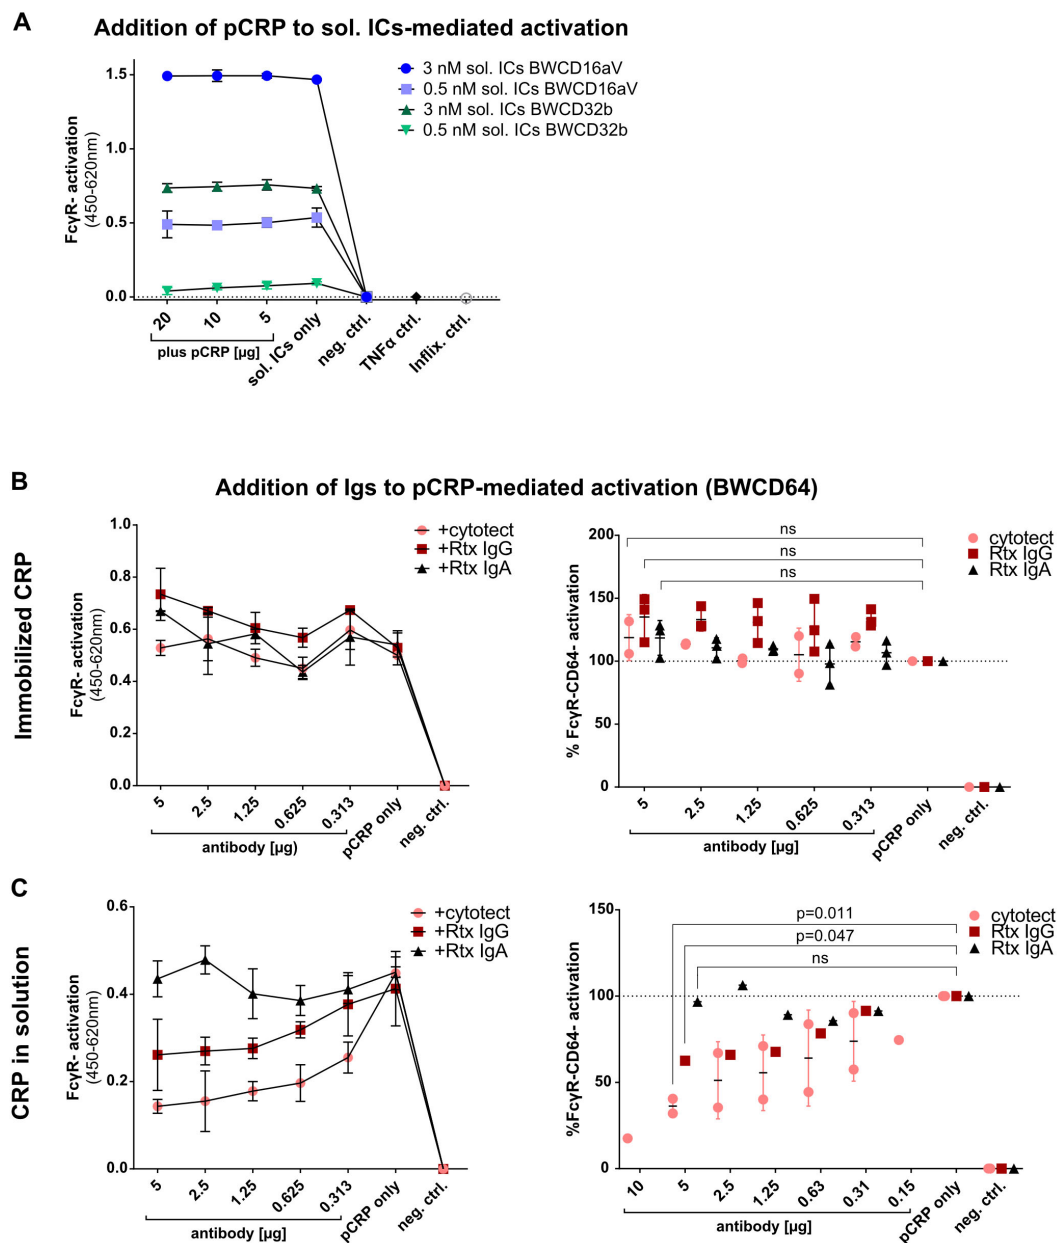 A
Addition of pCRP to sol. ICs-mediated activation
FcγR- activation
(450-620nm)
1.5
1.0
0.5
0.0
3 nM sol. ICs BWCD16aV
0.5 nM sol. ICs BWCD16aV
3 nM sol. ICs BWCD32b
0.5 nM sol. ICs BWCD32b
20
10
5
sol. ICs only
neg. ctrl.
TNFα ctrl.
Inflix. ctrl.
plus pCRP [µg]
B
Addition of Igs to pCRP-mediated activation (BWCD64)
Immobilized CRP
FcγR- activation
(450-620nm)
1.0
0.8
0.6
0.4
0.2
0.0
+cytotect
+Rtx IgG
+Rtx IgA
5
2.5
1.25
0.625
0.313
pCRP only
neg. ctrl.
antibody [µg)
% FcγR-CD64- activation
200
150
100
50
0
ns
ns
ns
cytotect
Rtx IgG
Rtx IgA
5
2.5
1.25
0.625
0.313
pCRP only
neg. ctrl.
antibody [µg]
C
CRP in solution
FcγR- activation
(450-620nm)
0.6
0.4
0.2
0.0
+cytotect
+Rtx IgG
+Rtx IgA
5
2.5
1.25
0.625
0.313
pCRP only
neg. ctrl.
antibody [µg]
%FcγR-CD64- activation
150
100
50
0
p=0.011
p=0.047
ns
cytotect
Rtx IgG
Rtx IgA
10
5
2.5
1.25
0.63
0.31
0.15
pCRP only
neg. ctrl.
antibody [µg]